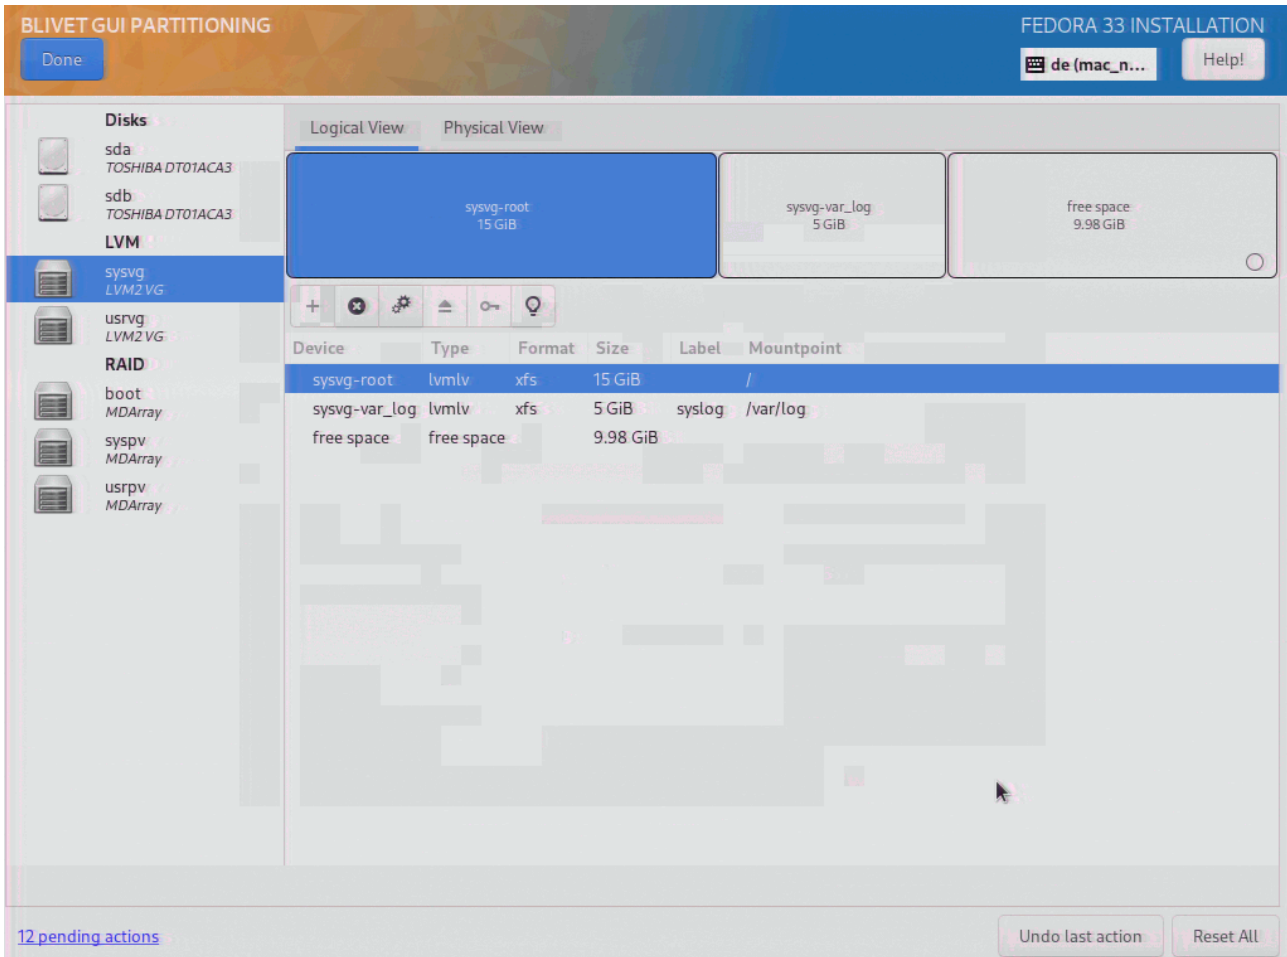 BLIVET GUI PARTITIONING
FEDORA 33 INSTALLATION
Done
de (mac_n...
Help!
Disks
sda
TOSHIBA DT01ACA3
sdb
TOSHIBA DT01ACA3
LVM
sysvg
LVM2 VG
usrvg
LVM2 VG
RAID
boot
MDArray
syspv
MDArray
usrpv
MDArray
Logical View Physical View
sysvg-root
15 GiB
sysvg-var_log
5 GiB
free space
9.98 GiB
Device Type Format Size Label Mountpoint
sysvg-root lvmlv xfs 15 GiB /
sysvg-var_log lvmlv xfs 5 GiB syslog /var/log
free space free space 9.98 GiB
12 pending actions
Undo last action
Reset All